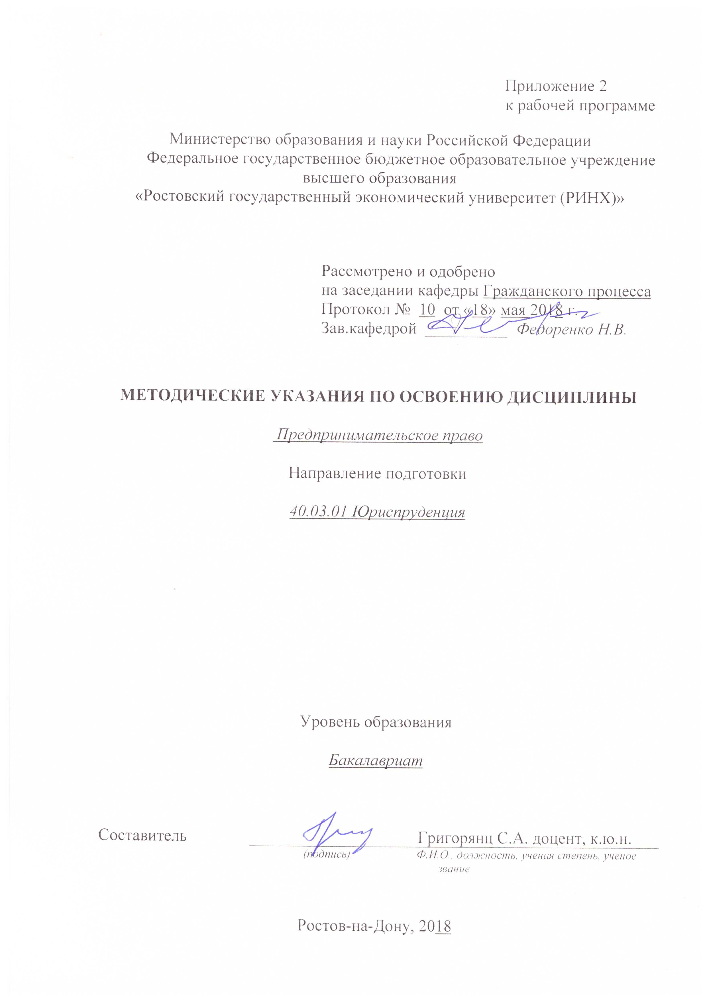 Приложение 2
к рабочей программе
Министерство образования и науки Российской Федерации
Федеральное государственное бюджетное образовательное учреждение
высшего образования
«Ростовский государственный экономический университет (РИНХ)»
Рассмотрено и одобрено
на заседании кафедры Гражданского процесса
Протокол № 10 от «18» мая 2018 г.
Зав.кафедрой Федоренко Н.В.
МЕТОДИЧЕСКИЕ УКАЗАНИЯ ПО ОСВОЕНИЮ ДИСЦИПЛИНЫ
Предпринимательское право
Направление подготовки
40.03.01 Юриспруденция
Уровень образования
Бакалавриат
Составитель Григорянц С.А. доцент, к.ю.н.
(подпись) Ф.И.О., должность, ученая степень, ученое
звание
Ростов-на-Дону, 2018